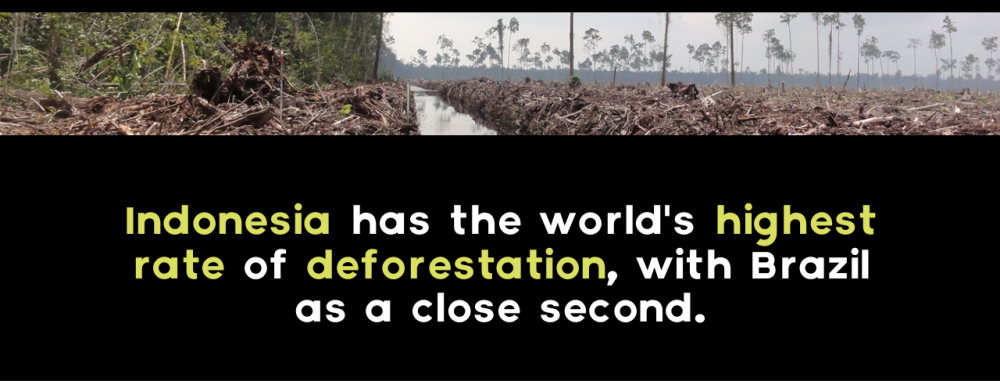 Indonesia has the world's highest
rate of deforestation, with Brazil
as a close second.